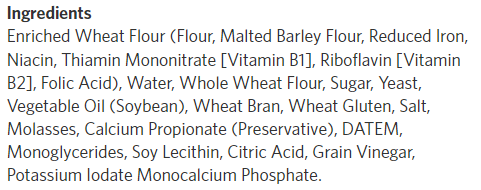 Ingredients
Enriched Wheat Flour (Flour, Malted Barley Flour, Reduced Iron,
Niacin, Thiamin Mononitrate [Vitamin B1], Riboflavin [Vitamin
B2], Folic Acid), Water, Whole Wheat Flour, Sugar, Yeast,
Vegetable Oil (Soybean), Wheat Bran, Wheat Gluten, Salt,
Molasses, Calcium Propionate (Preservative), DATEM,
Monoglycerides, Soy Lecithin, Citric Acid, Grain Vinegar,
Potassium Iodate Monocalcium Phosphate.